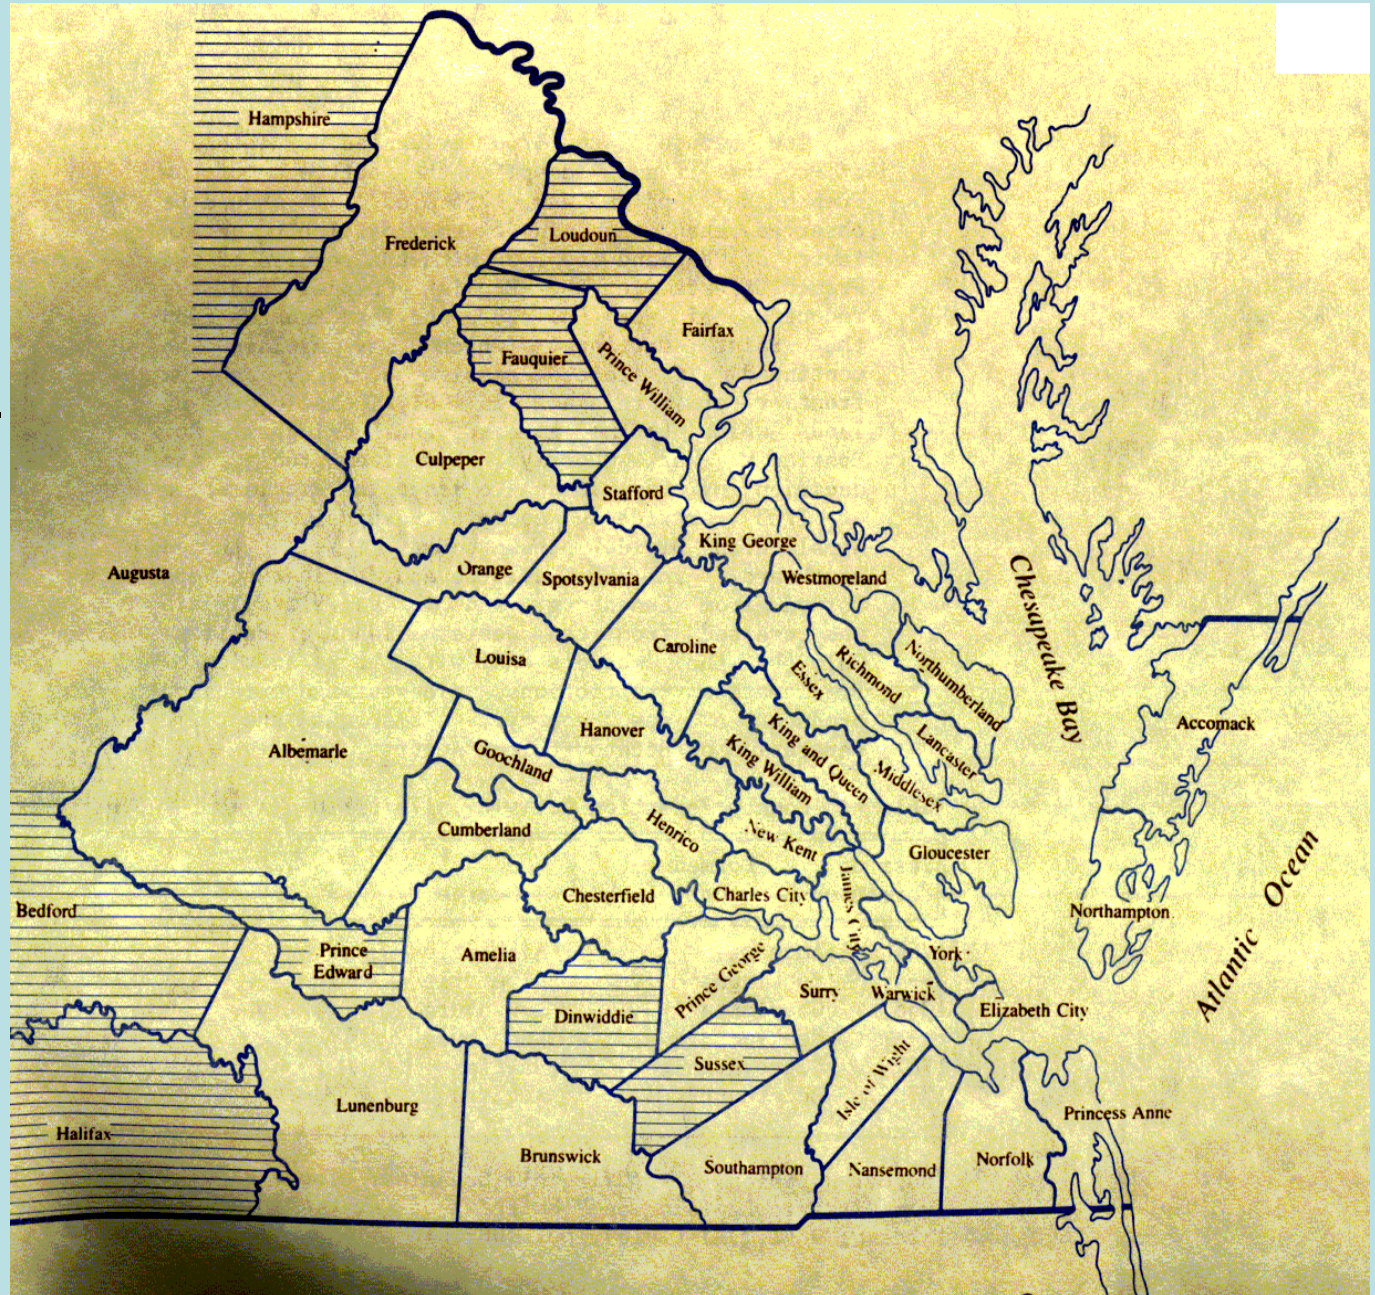 Hampshire
Frederick
Loudoun
Fairfax
Fauquier
Prince William
Culpeper
Stafford
King George
Orange
Spotsylvania
Westmoreland
Augusta
Chesapeake Bay
Caroline
Louisa
Essex
Richmond
Northumberland
Accomack
Hanover
Albemarle
Goochland
King and Queen
King William
Lancaster
Middlesex
Cumberland
Henrico
New Kent
Gloucester
Atlantic Ocean
Chesterfield
Charles City
James City
Northampton
Bedford
Prince
Edward
Amelia
York
Prince George
Surry
Warwick
Elizabeth City
Dinwiddie
Sussex
Isle of Wight
Lunenburg
Princess Anne
Halifax
Brunswick
Southampton
Nansemond
Norfolk